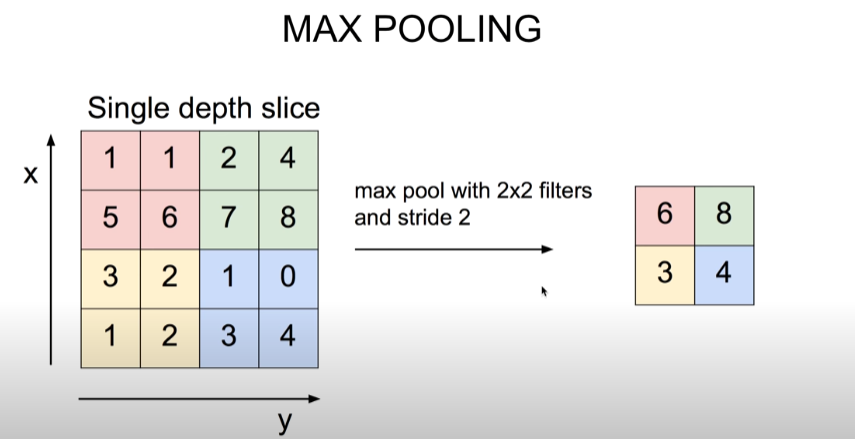 MAX POOLING
Single depth slice
x
1 1 2 4
5 6 7 8
3 2 1 0
1 2 3 4
y
max pool with 2x2 filters
and stride 2
6 8
3 4